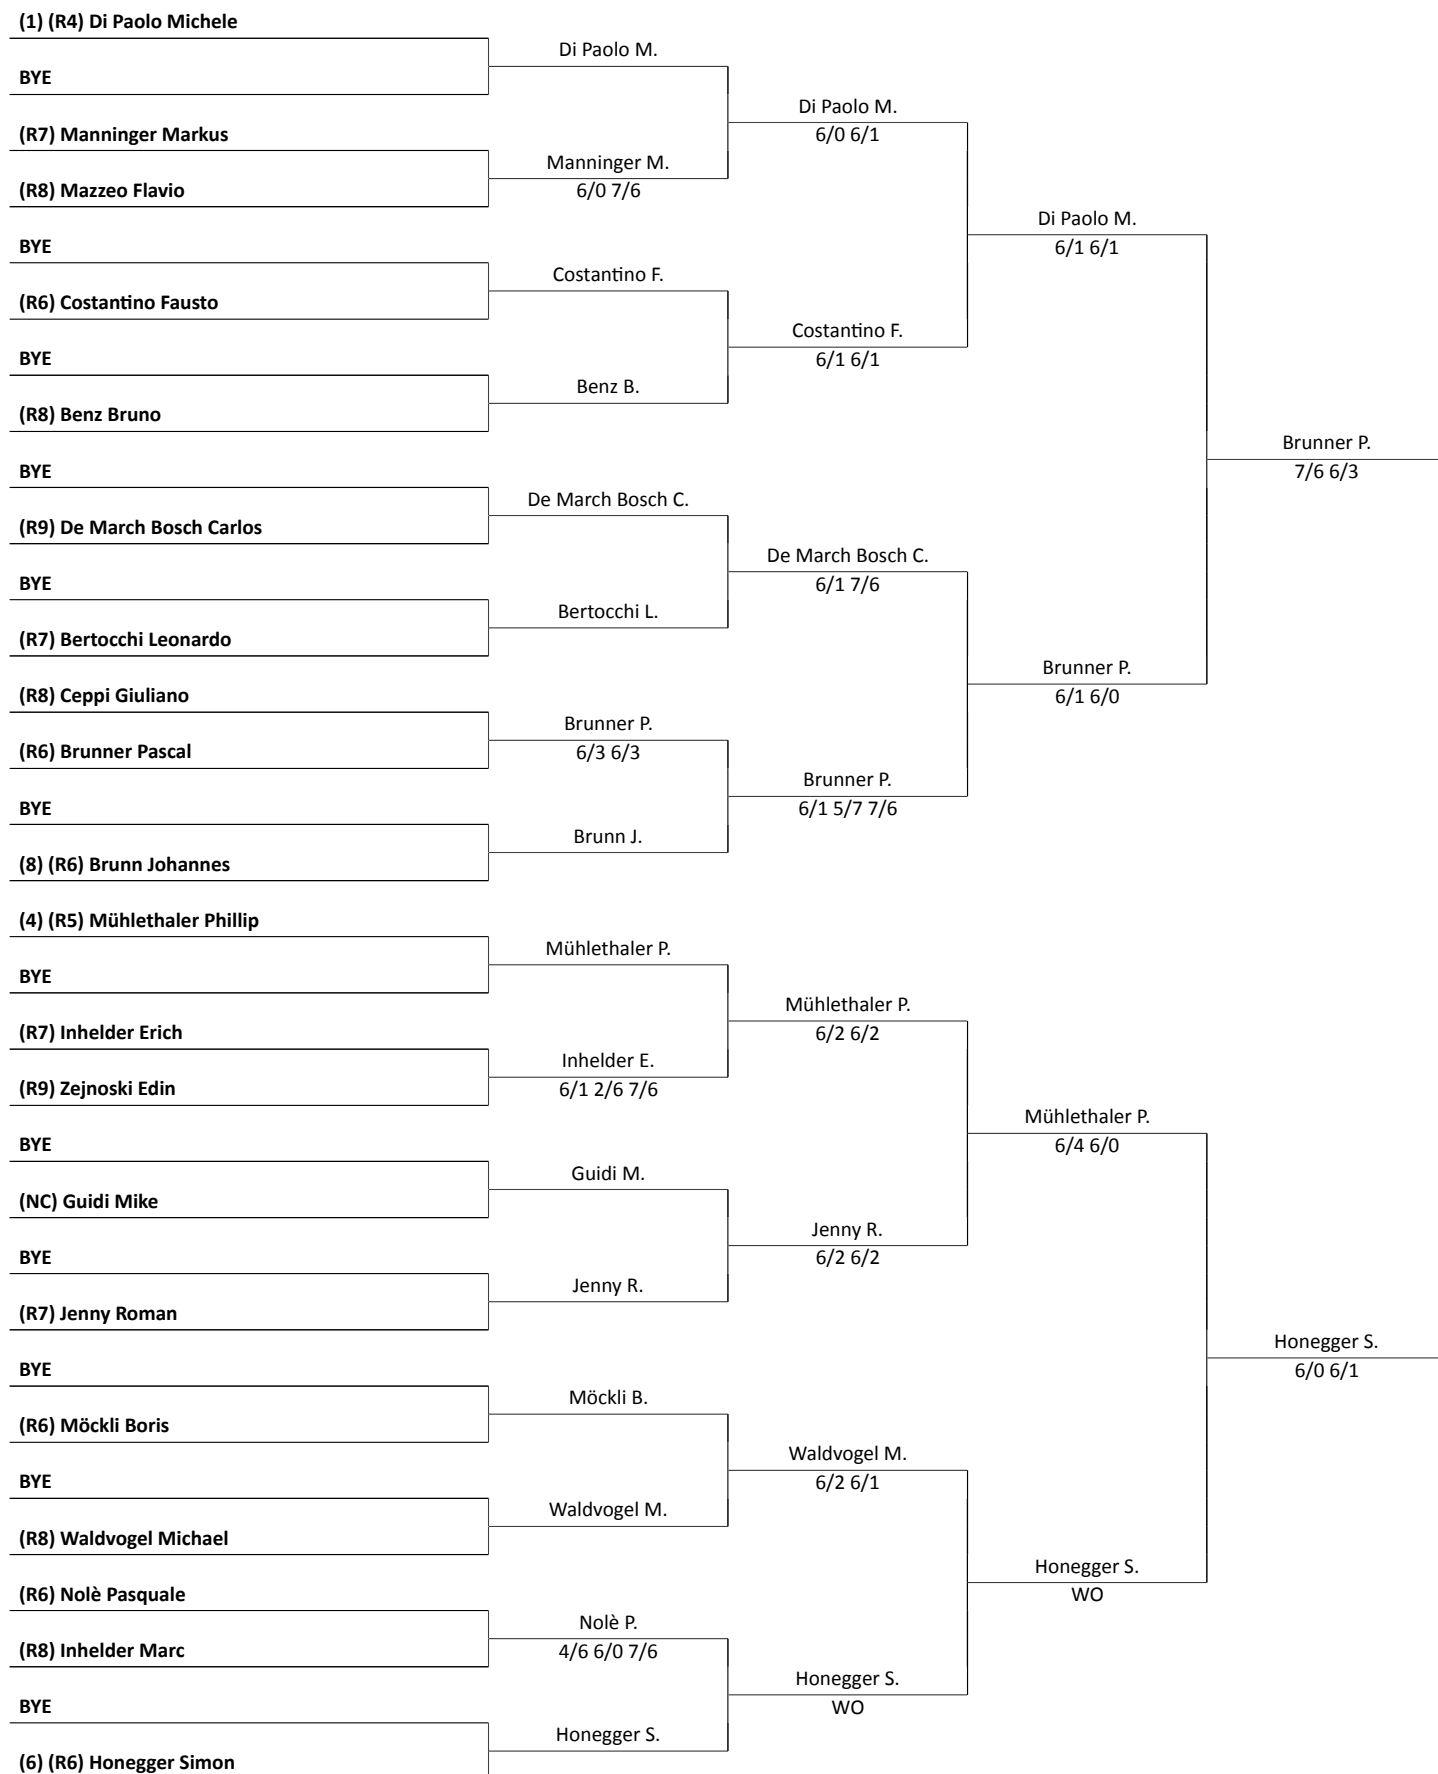 (1) (R4) Di Paolo Michele
Di Paolo M.
BYE
Di Paolo M.
6/0 6/1
(R7) Manninger Markus
Manninger M.
6/0 7/6
(R8) Mazzeo Flavio
Di Paolo M.
6/1 6/1
BYE
Costantino F.
(R6) Costantino Fausto
Costantino F.
6/1 6/1
BYE
Benz B.
(R8) Benz Bruno
Brunner P.
7/6 6/3
BYE
De March Bosch C.
(R9) De March Bosch Carlos
De March Bosch C.
6/1 7/6
BYE
Bertocchi L.
(R7) Bertocchi Leonardo
Brunner P.
6/1 6/0
(R8) Ceppi Giuliano
Brunner P.
6/3 6/3
(R6) Brunner Pascal
Brunner P.
6/1 5/7 7/6
BYE
Brunn J.
(8) (R6) Brunn Johannes
(4) (R5) Mühlethaler Phillip
Mühlethaler P.
BYE
Mühlethaler P.
6/2 6/2
(R7) Inhelder Erich
Inhelder E.
6/1 2/6 7/6
(R9) Zejnoski Edin
Mühlethaler P.
6/4 6/0
BYE
Guidi M.
(NC) Guidi Mike
Jenny R.
6/2 6/2
BYE
Jenny R.
(R7) Jenny Roman
Honegger S.
6/0 6/1
BYE
Möckli B.
(R6) Möckli Boris
Waldvogel M.
6/2 6/1
BYE
Waldvogel M.
(R8) Waldvogel Michael
Honegger S.
WO
(R6) Nolè Pasquale
Nolè P.
4/6 6/0 7/6
(R8) Inhelder Marc
Honegger S.
WO
BYE
Honegger S.
(6) (R6) Honegger Simon